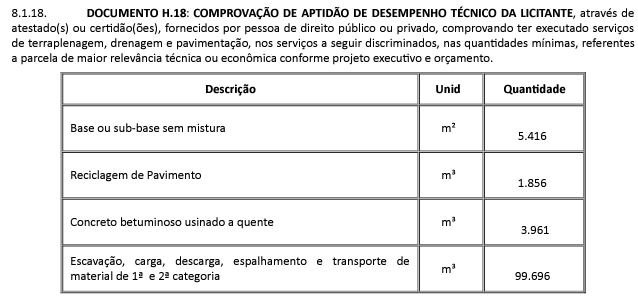 8.1.18. DOCUMENTO H.18: COMPROVAÇÃO DE APTIDÃO DE DESEMPENHO TÉCNICO DA LICITANTE, através de
atestado(s) ou certidão(ões), fornecidos por pessoa de direito público ou privado, comprovando ter executado serviços
de terraplenagem, drenagem e pavimentação, nos serviços a seguir discriminados, nas quantidades mínimas, referentes
a parcela de maior relevância técnica ou econômica conforme projeto executivo e orçamento.
Descrição Unid Quantidade
Base ou sub-base sem mistura m² 5.416
Reciclagem de Pavimento m³ 1.856
Concreto betuminoso usinado a quente m³ 3.961
Escavação, carga, descarga, espalhamento e transporte de
material de 1ª e 2ª categoria m³ 99.696